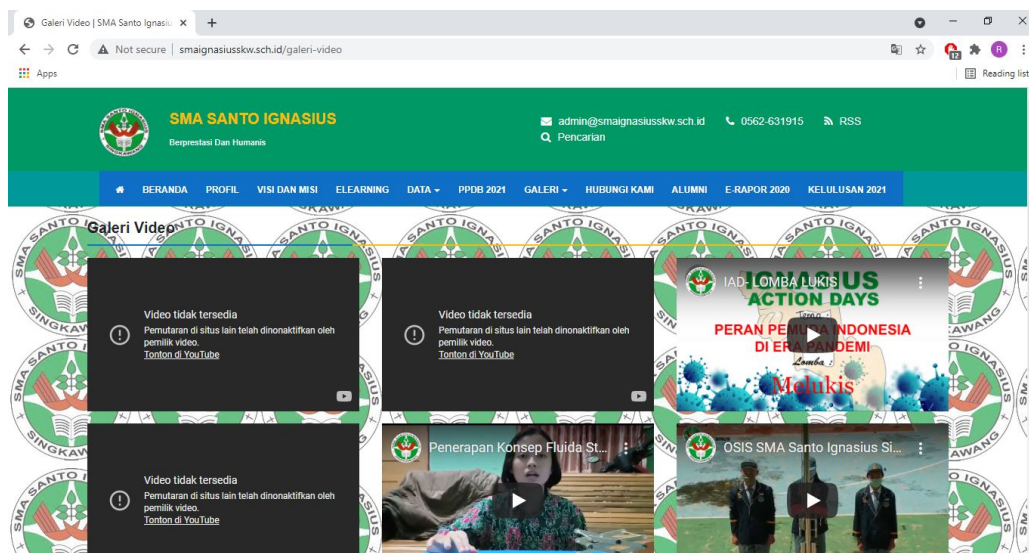 Galeri Video | SMA Santo Ignasiu
Not secure | smaignasiusskw.sch.id/galeri-video
12
R
Apps
Reading list
SMA SANTO IGNASIUS
Berprestasi Dan Humanis
admin@smaignasiusskw.sch.id 0562-631915 RSS
Pencarian
BERANDA PROFIL VISI DAN MISI ELEARNING DATA PPDB 2021 GALERI HUBUNGI KAMI ALUMNI E-RAPOR 2020 KELULUSAN 2021
Galeri Video
Video tidak tersedia
Pemutaran di situs lain telah dinonaktifkan oleh
pemilik video.
Tonton di YouTube
Video tidak tersedia
Pemutaran di situs lain telah dinonaktifkan oleh
pemilik video.
Tonton di YouTube
IAD- LOMBA LUKIS
IGNASIUS
ACTION DAYS
Tema :
PERAN PEMUDA INDONESIA
DI ERA PANDEMI
Lomba :
Melukis
Video tidak tersedia
Pemutaran di situs lain telah dinonaktifkan oleh
pemilik video.
Tonton di YouTube
Penerapan Konsep Fluida St...
OSIS SMA Santo Ignasius Si...